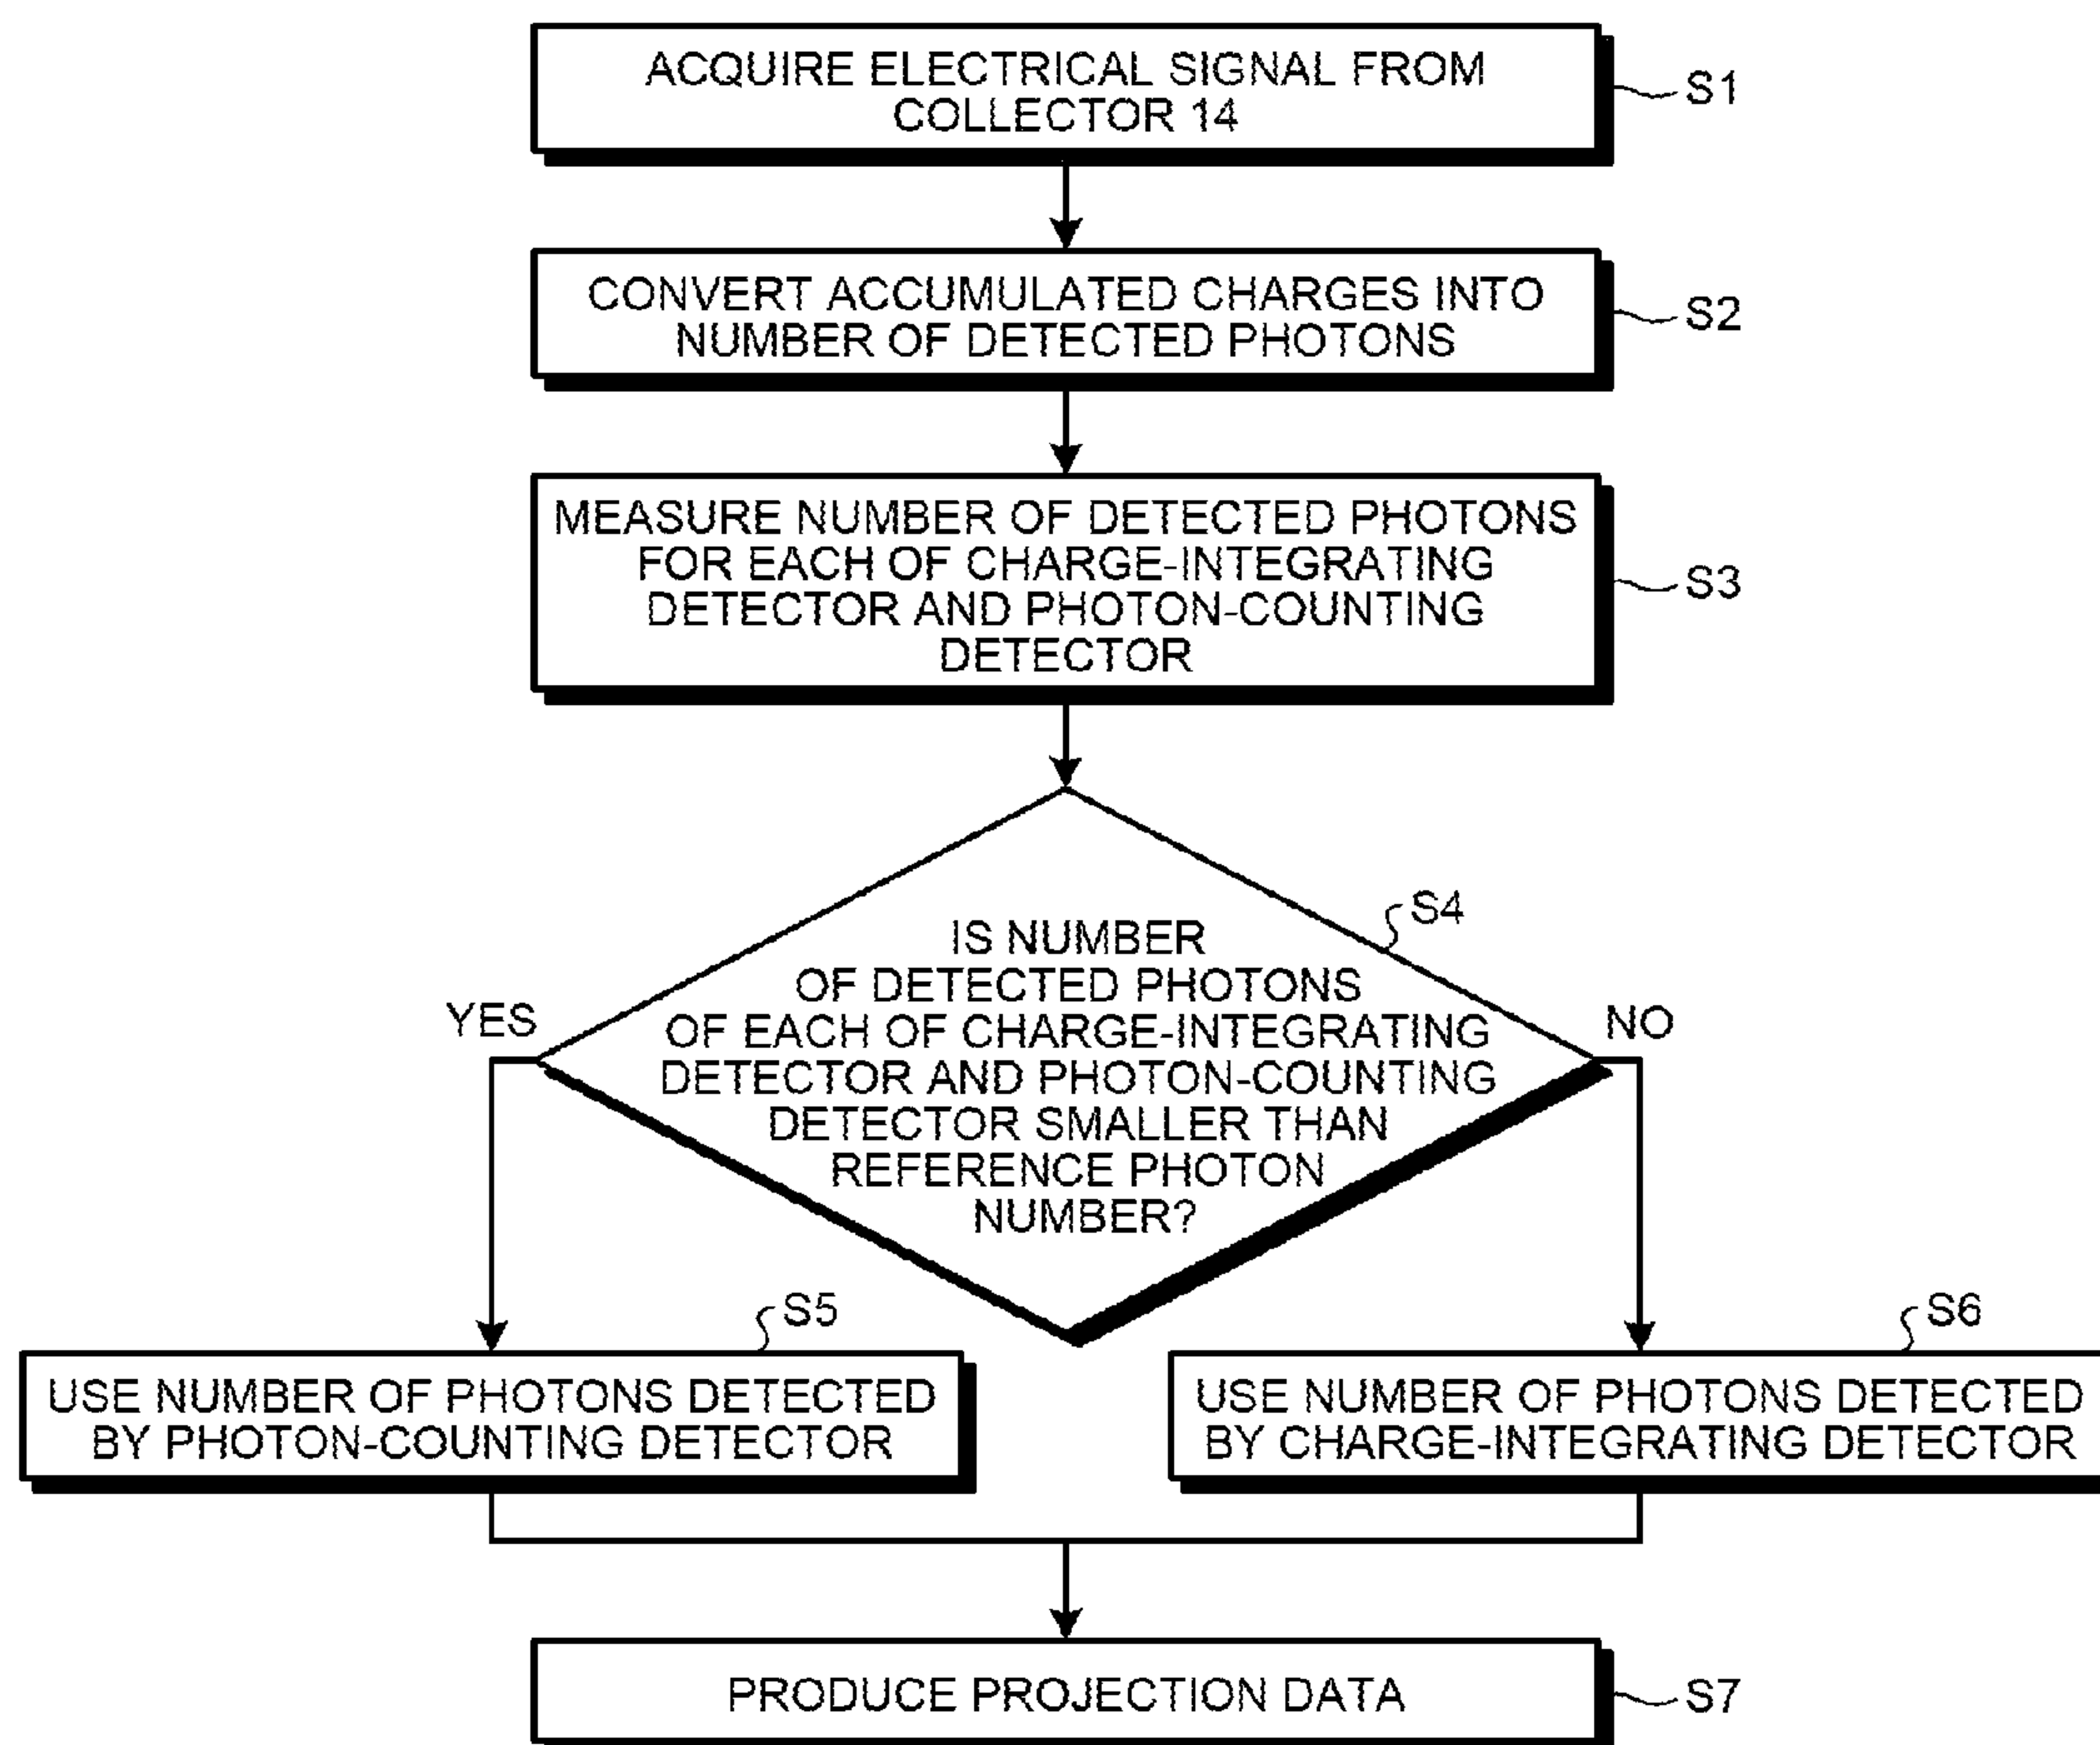 ACQUIRE ELECTRICAL SIGNAL FROM
COLLECTOR 14
S1
CONVERT ACCUMULATED CHARGES INTO
NUMBER OF DETECTED PHOTONS
S2
MEASURE NUMBER OF DETECTED PHOTONS
FOR EACH OF CHARGE-INTEGRATING
DETECTOR AND PHOTON-COUNTING
DETECTOR
S3
S4
IS NUMBER
OF DETECTED PHOTONS
OF EACH OF CHARGE-INTEGRATING
DETECTOR AND PHOTON-COUNTING
DETECTOR SMALLER THAN
REFERENCE PHOTON
NUMBER?
YES
NO
S5
USE NUMBER OF PHOTONS DETECTED
BY PHOTON-COUNTING DETECTOR
S6
USE NUMBER OF PHOTONS DETECTED
BY CHARGE-INTEGRATING DETECTOR
PRODUCE PROJECTION DATA
S7